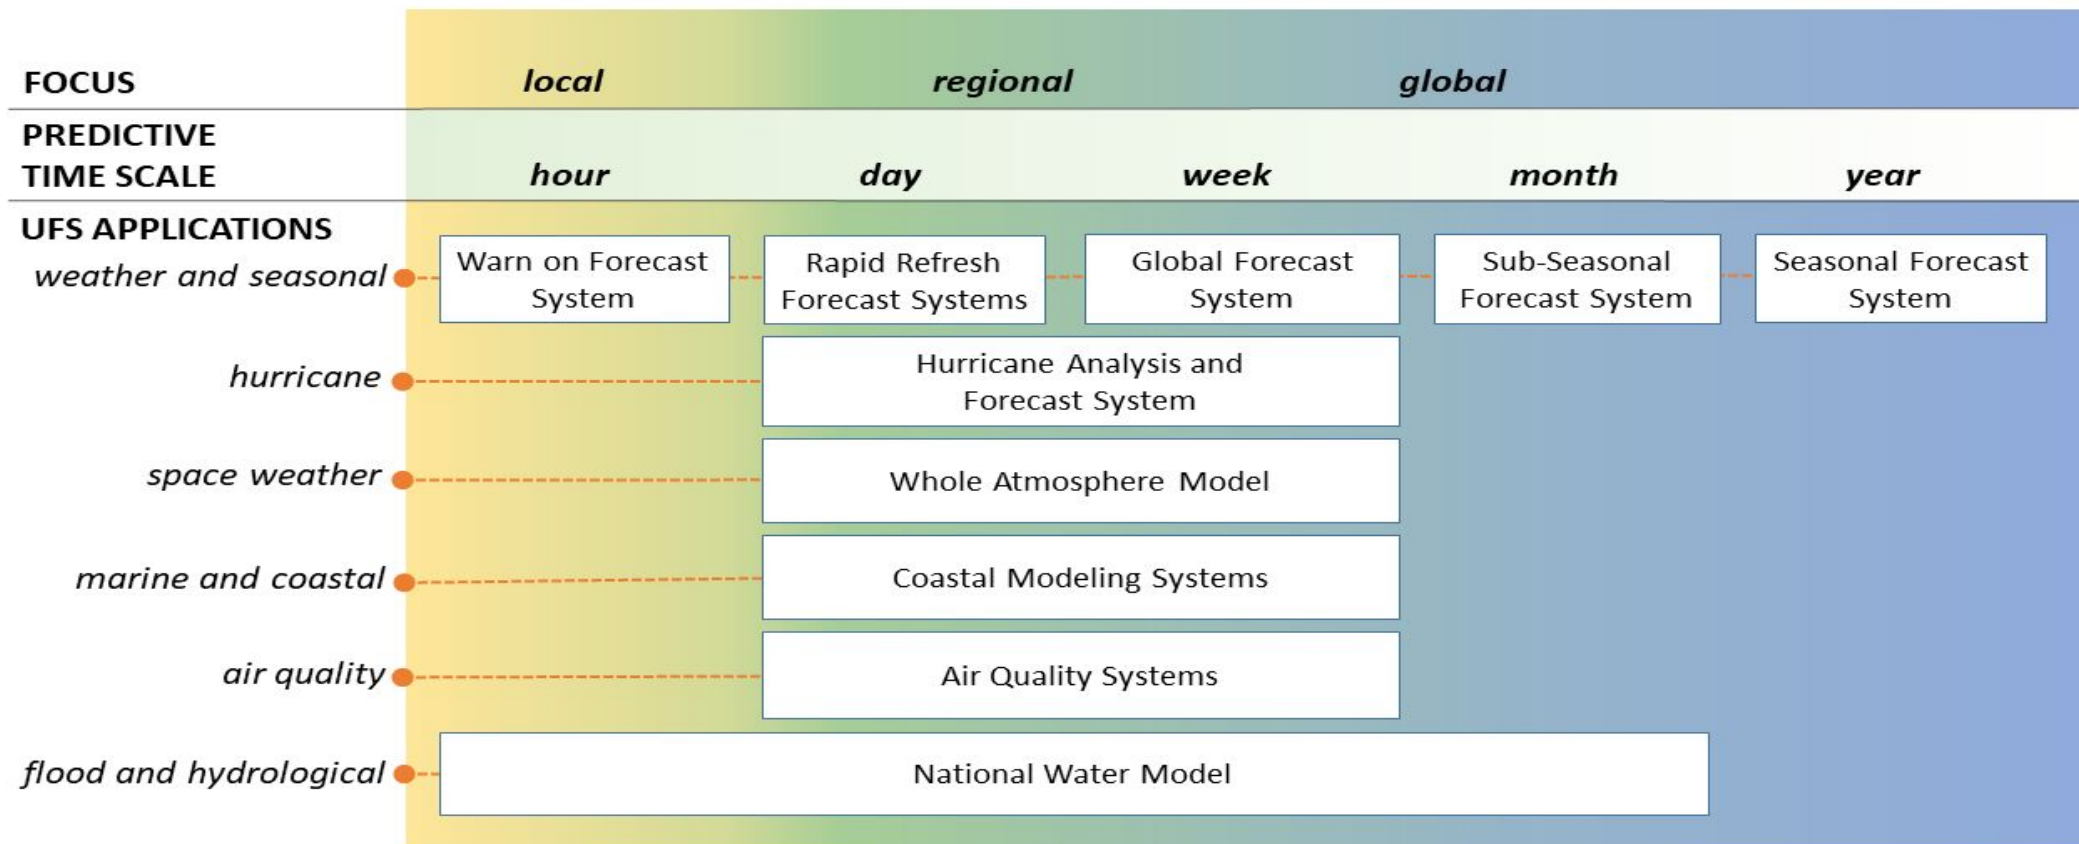 FOCUS local regional global
PREDICTIVE
TIME SCALE hour day week month year
UFS APPLICATIONS
weather and seasonal
Warn on Forecast
System
Rapid Refresh
Forecast Systems
Global Forecast
System
Sub-Seasonal
Forecast System
Seasonal Forecast
System
hurricane
Hurricane Analysis and
Forecast System
space weather
Whole Atmosphere Model
marine and coastal
Coastal Modeling Systems
air quality
Air Quality Systems
flood and hydrological
National Water Model